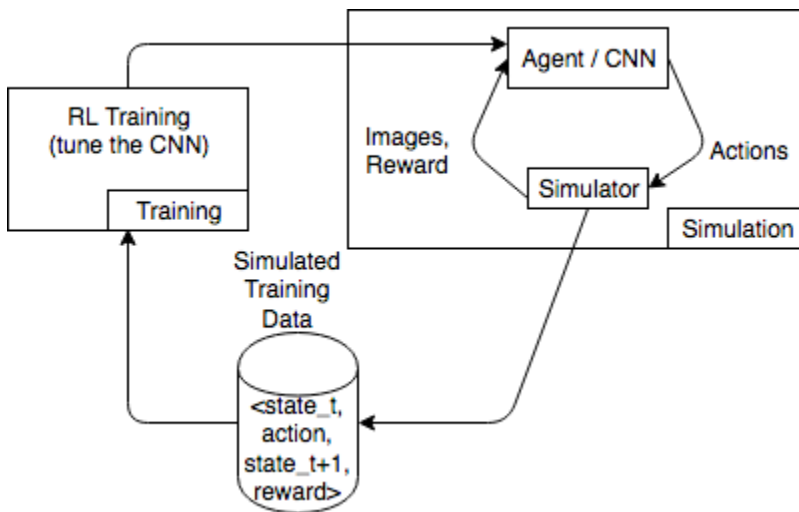 Agent / CNN
RL Training
(tune the CNN)
Images,
Reward
Actions
Simulator
Training
Simulation
Simulated
Training
Data
<state_t,
action,
state_t+1,
reward>